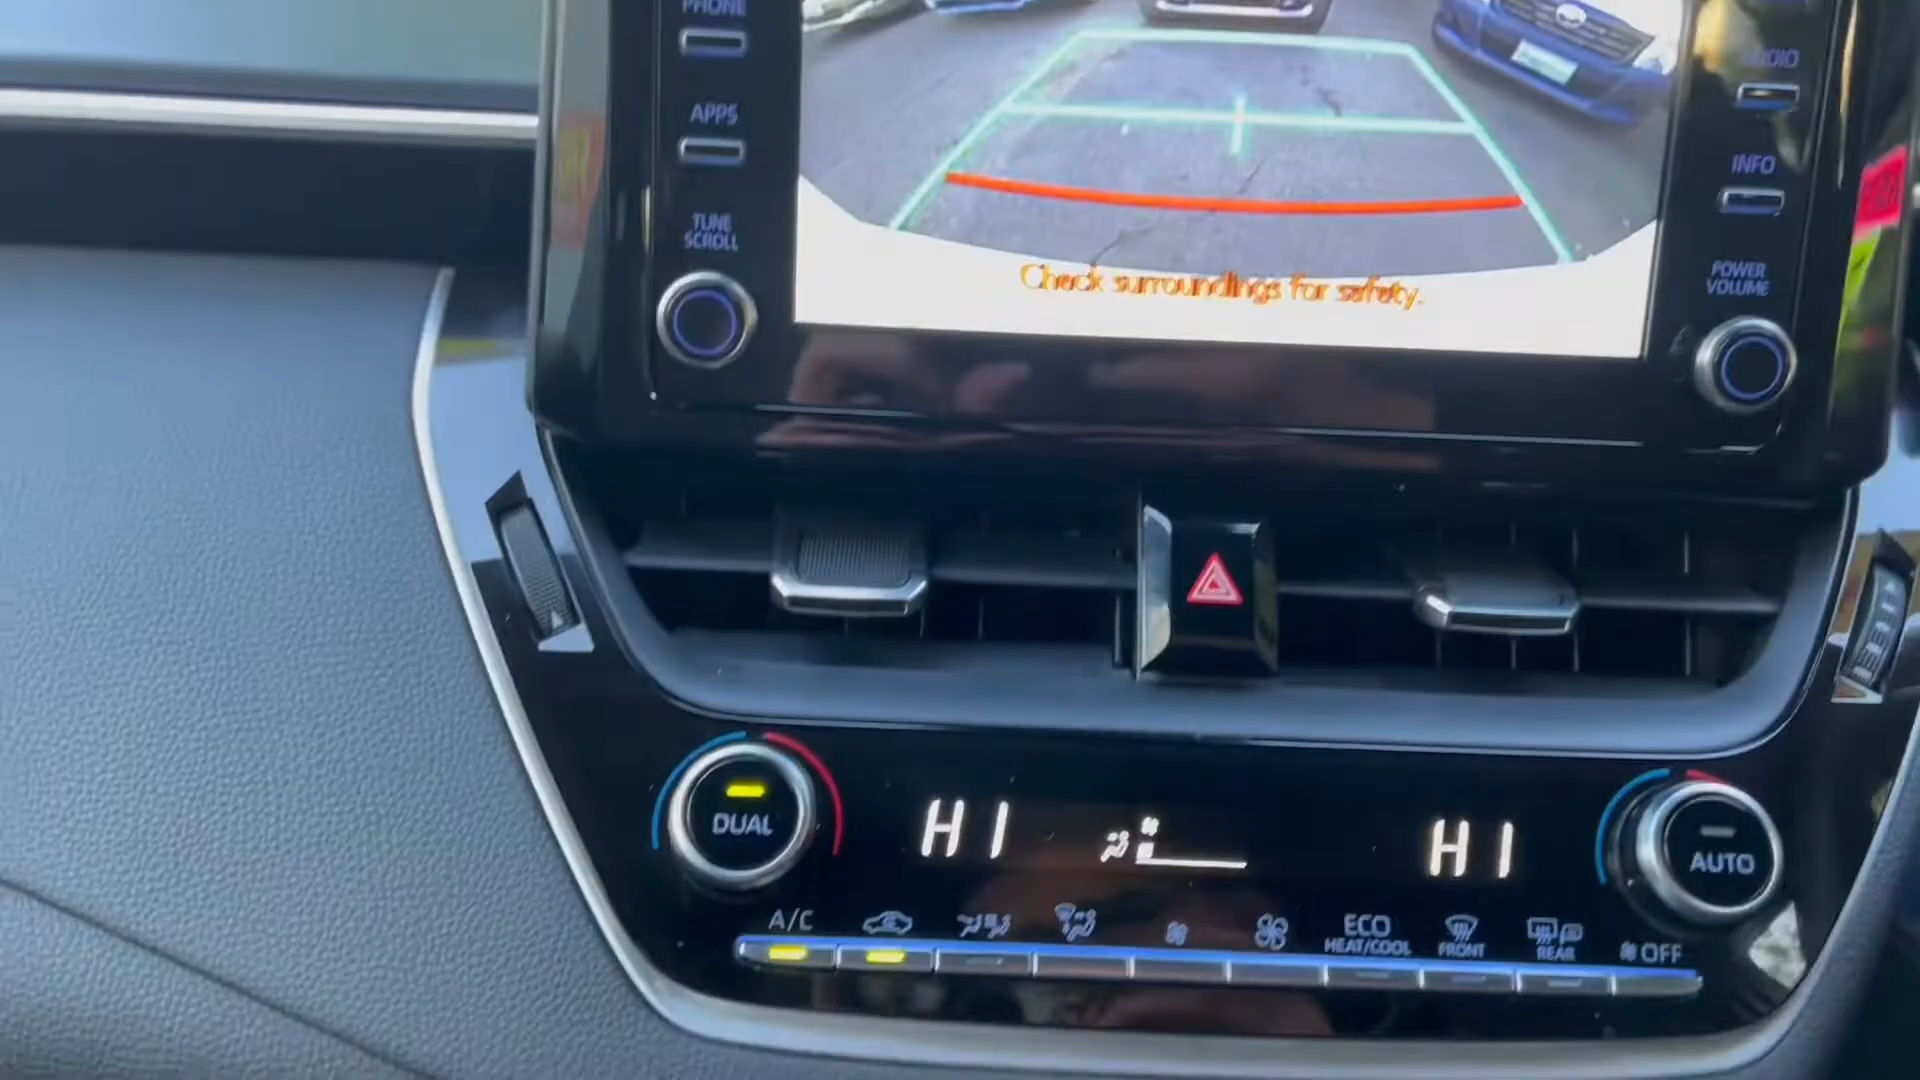 PHONE
AUDIO
APPS
INFO
TUNE
SCROLL
POWER
VOLUME
Check surroundings for safety.
DUAL
HI
HI
AUTO
A/C
ECO
HEAT/COOL
FRONT
REAR
OFF